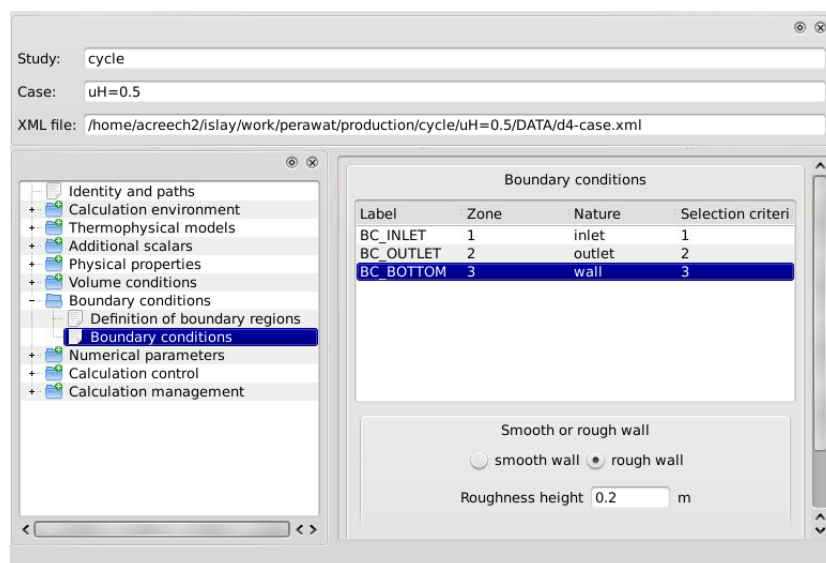 Study: cycle
Case: uH=0.5
XML file: /home/acreech2/islay/work/perawat/production/cycle/uH=0.5/DATA/d4-case.xml
Identity and paths
Calculation environment
Thermophysical models
Additional scalars
Physical properties
Volume conditions
Boundary conditions
Definition of boundary regions
Boundary conditions
Numerical parameters
Calculation control
Calculation management
Boundary conditions
Label Zone Nature Selection criteri
BC_INLET 1 inlet 1
BC_OUTLET 2 outlet 2
BC_BOTTOM 3 wall 3
Smooth or rough wall
smooth wall rough wall
Roughness height 0.2 m